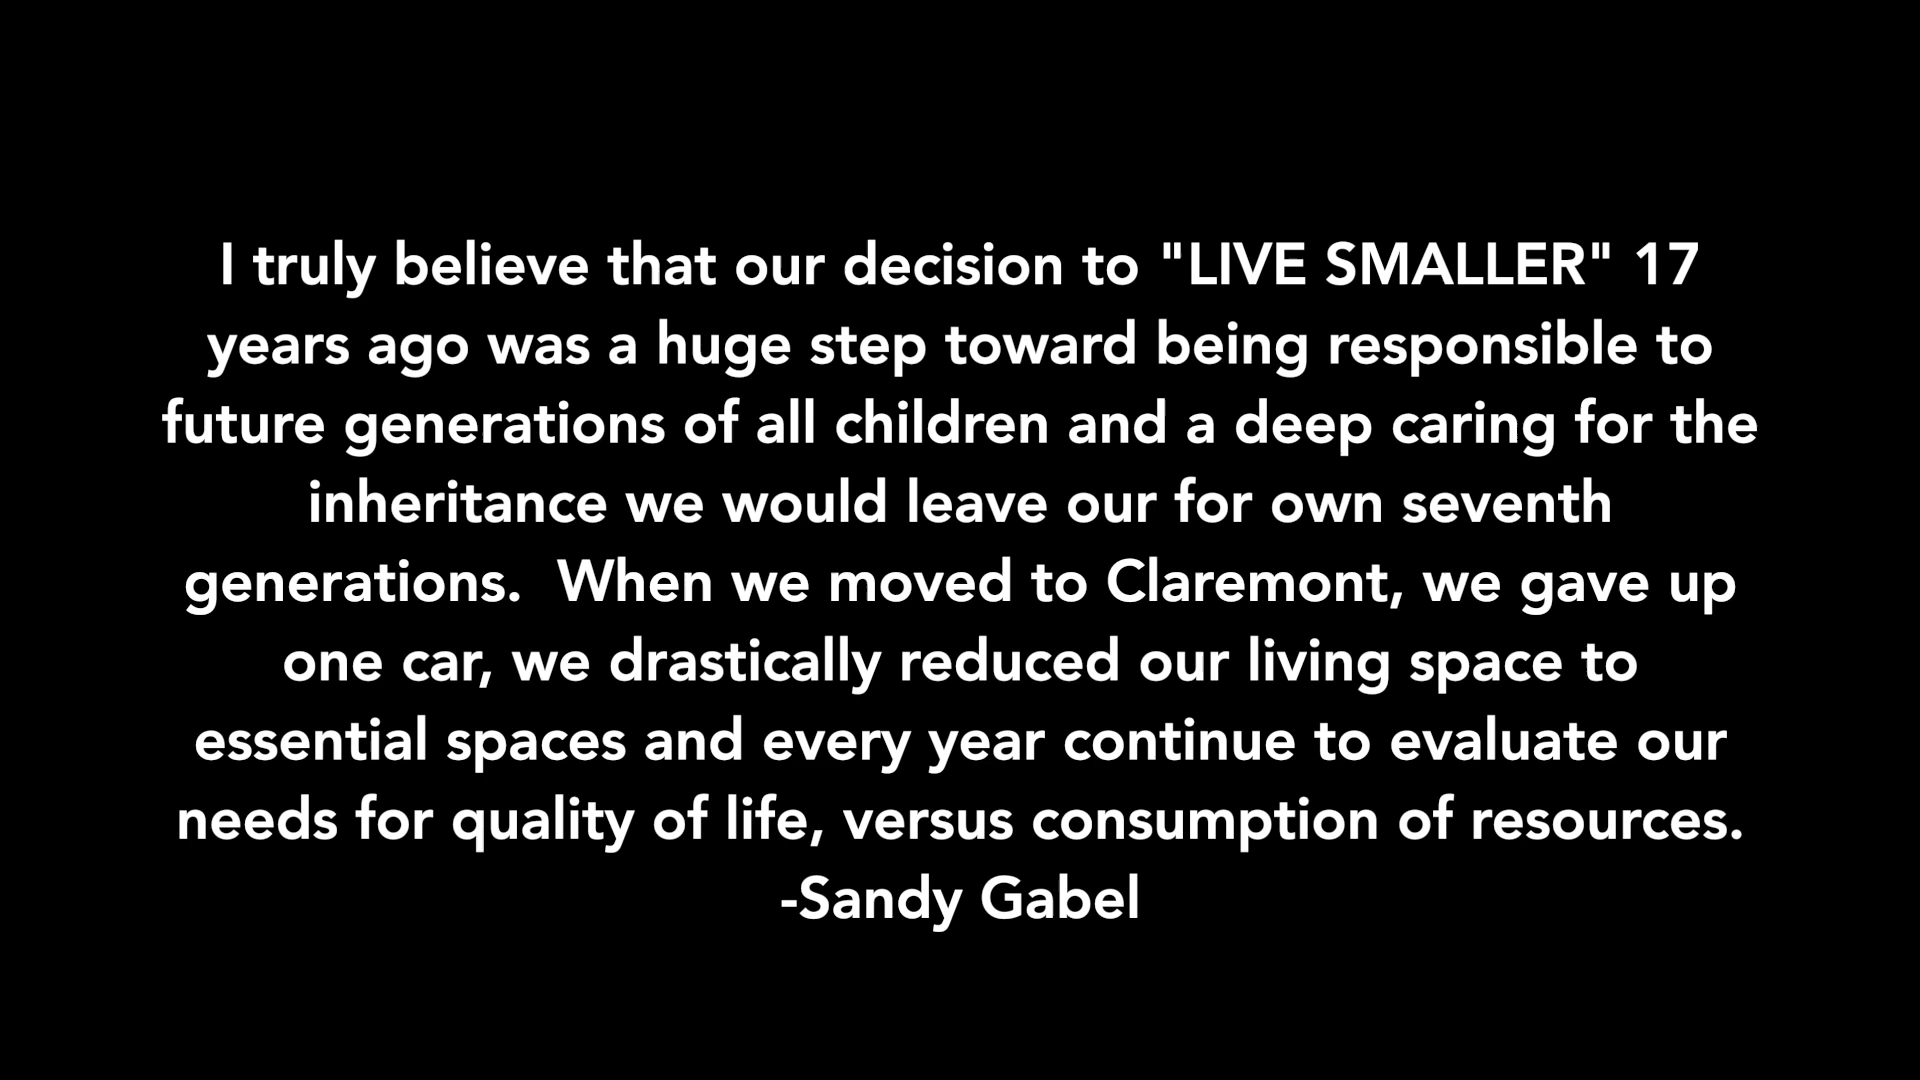 I truly believe that our decision to "LIVE SMALLER" 17
years ago was a huge step toward being responsible to
future generations of all children and a deep caring for the
inheritance we would leave our for own seventh
generations.  When we moved to Claremont, we gave up
one car, we drastically reduced our living space to
essential spaces and every year continue to evaluate our
needs for quality of life, versus consumption of resources.
-Sandy Gabel